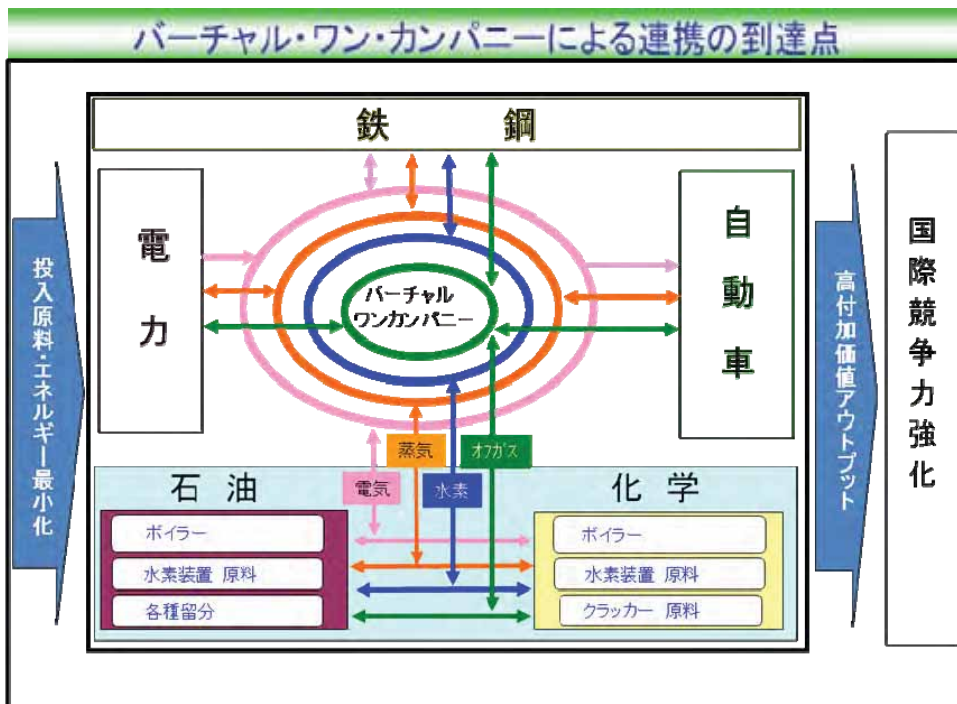 バーチャル・ワン・カンパニーによる連携の到達点
鉄 鋼
投入原料・エネルギー最小化
電力
バーチャル
ワンカンパニー
自動車
高付加価値アウトプット
国際競争力強化
蒸気
オフガス
電気
水素
石油
ボイラー
水素装置 原料
各種留分
化学
ボイラー
水素装置 原料
クラッカー 原料